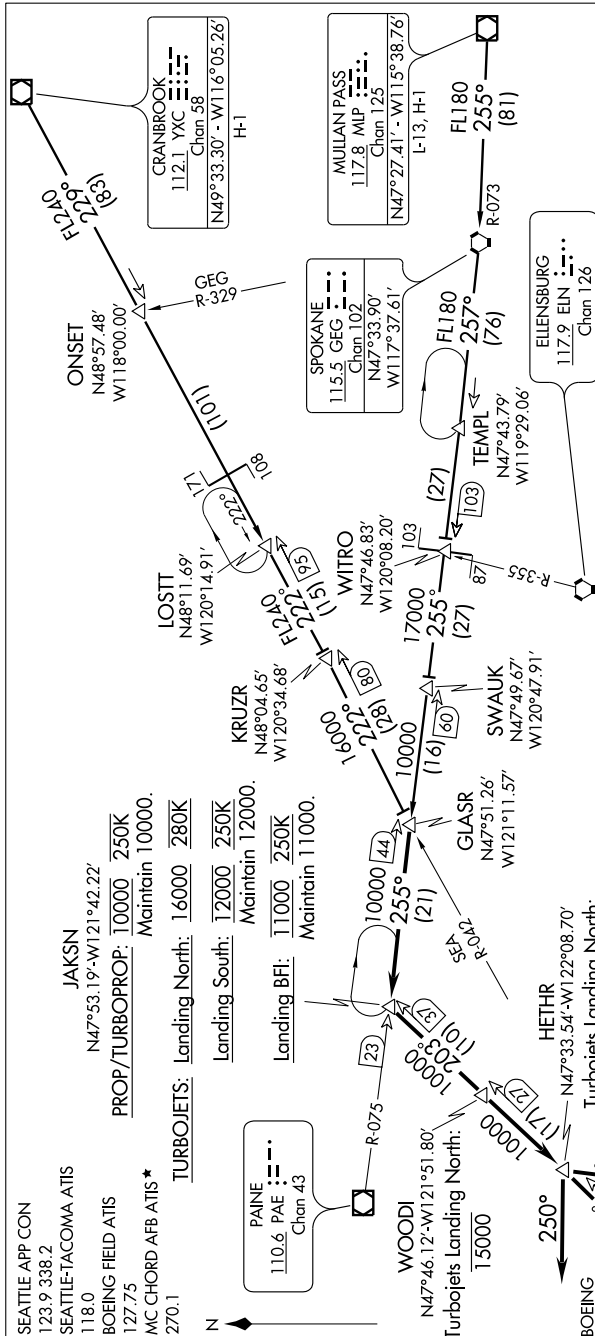 SEATTLE APP CON
123.9 338.2
SEATTLE-TACOMA ATIS
118.0
BOEING FIELD ATIS
127.75
MC CHORD AFB ATIS★
270.1
N
JAKSN
N47°53.19'-W121°42.22'
PROP/TURBOPROP: 10000 250K
Maintain 10000.
TURBOJETS: Landing North: 16000 280K
Landing South: 12000 250K
Maintain 12000.
Landing BFI: 11000 250K
Maintain 11000.
ONSET
N48°57.48'
W118°00.00'
FL240
229°
(83)
CRANBROOK
112.1 YXC
Chan 58
N49°33.30' - W116°05.26'
H-1
GEG
R-329
(101)
171
108
222°
LOSTT
N48°11.69'
W120°14.91'
95
FL240
222°
(15)
KRUZR
N48°04.65'
W120°34.68'
80
16000
222°
(28)
MULLAN PASS
117.8 MLP
Chan 125
N47°27.41' - W115°38.76'
L-13, H-1
SPOKANE
115.5 GEG
Chan 102
N47°33.90'
W117°37.61'
FL180
255°
(81)
R-073
FL180
257°
(76)
TEMPL
N47°43.79'
W119°29.06'
(27)
103
WITRO
N47°46.83'
W120°08.20'
103
87
R-355
ELLENSBURG
117.9 ELN
Chan 126
17000
255°
(27)
SWAUK
N47°49.67'
W120°47.91'
60
10000
(16)
GLASR
N47°51.26'
W121°11.57'
44
SEA
R-042
10000
255°
(21)
23
37
PAINE
110.6 PAE
Chan 43
R-075
10000
203°
(10)
WOODI
N47°46.12'-W121°51.80'
Turbojets Landing North:
15000
27
10000
(17)
HETHR
N47°33.54'-W122°08.70'
Turbojets Landing North:
250°
BOEING